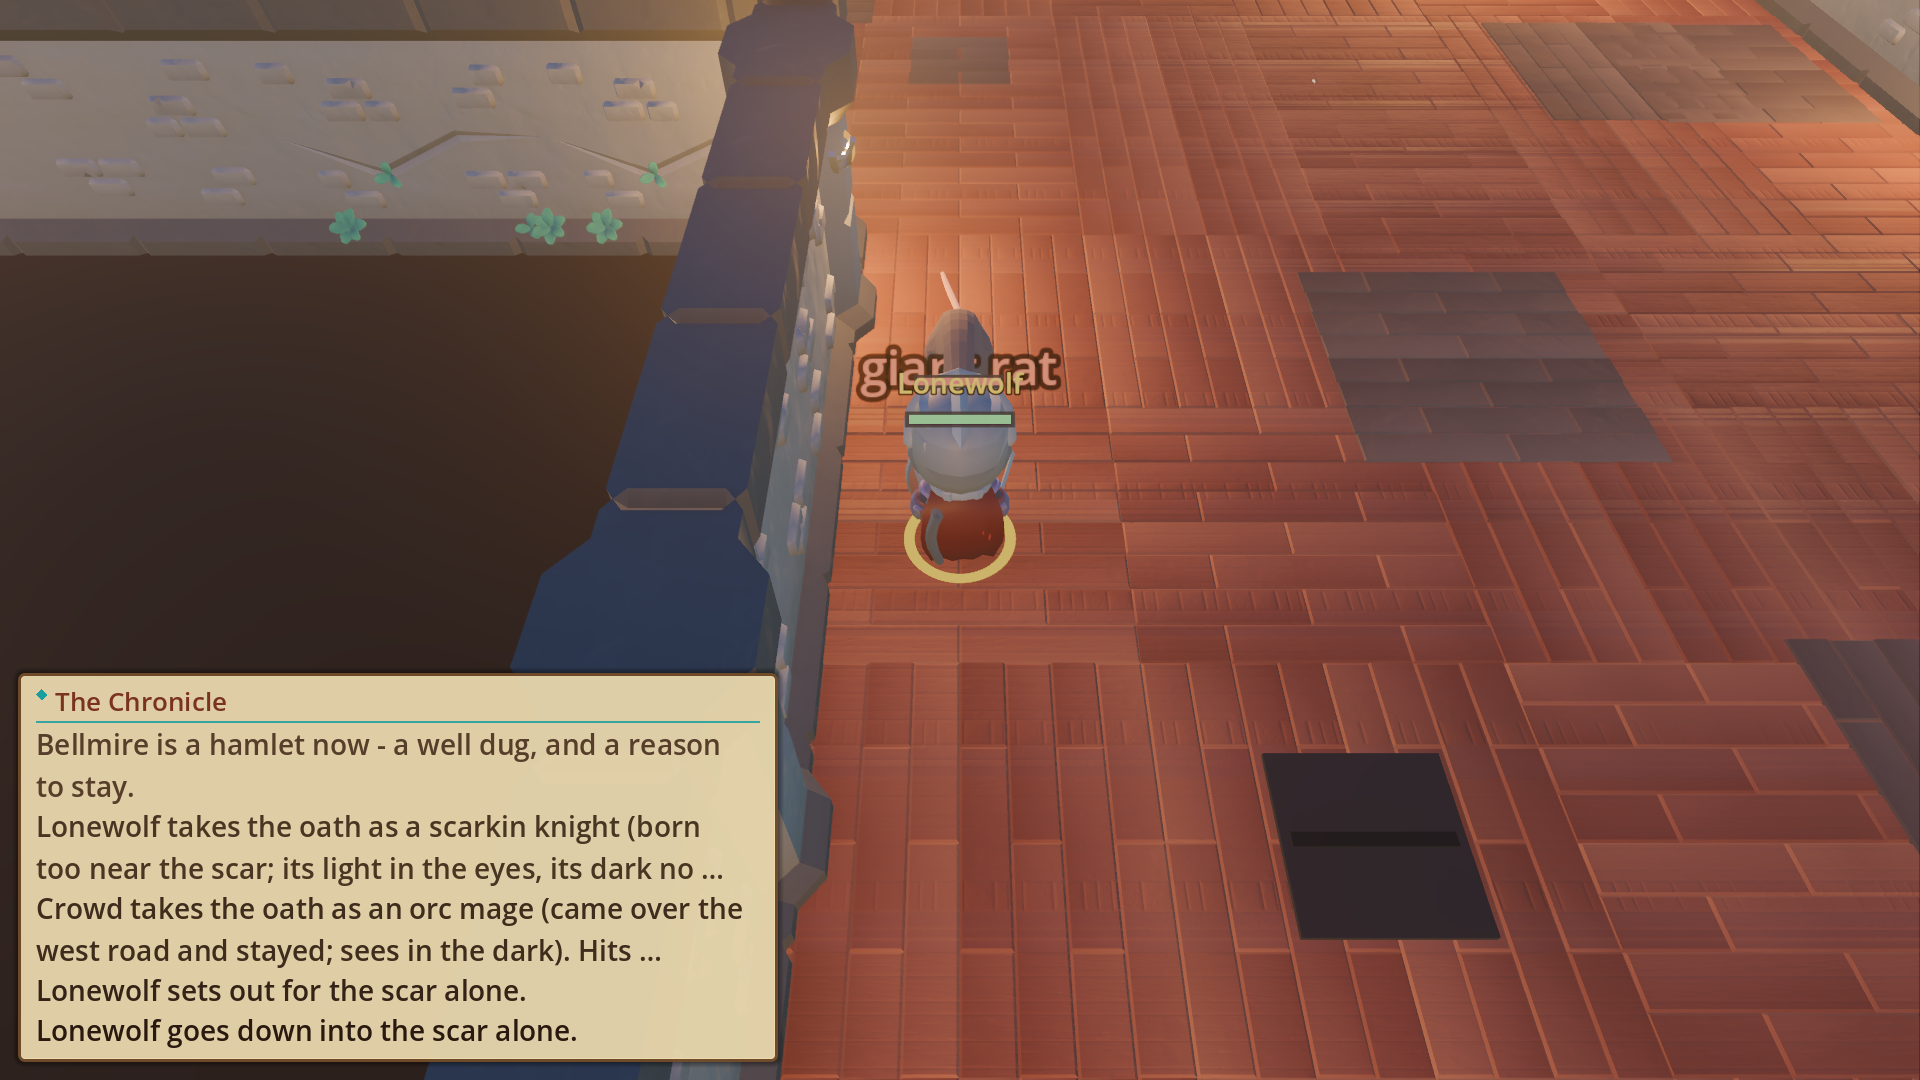 giant rat
Lonewolf
The Chronicle
Bellmire is a hamlet now - a well dug, and a reason
to stay.
Lonewolf takes the oath as a scarkin knight (born
too near the scar; its light in the eyes, its dark no ...
Crowd takes the oath as an orc mage (came over the
west road and stayed; sees in the dark). Hits ...
Lonewolf sets out for the scar alone.
Lonewolf goes down into the scar alone.